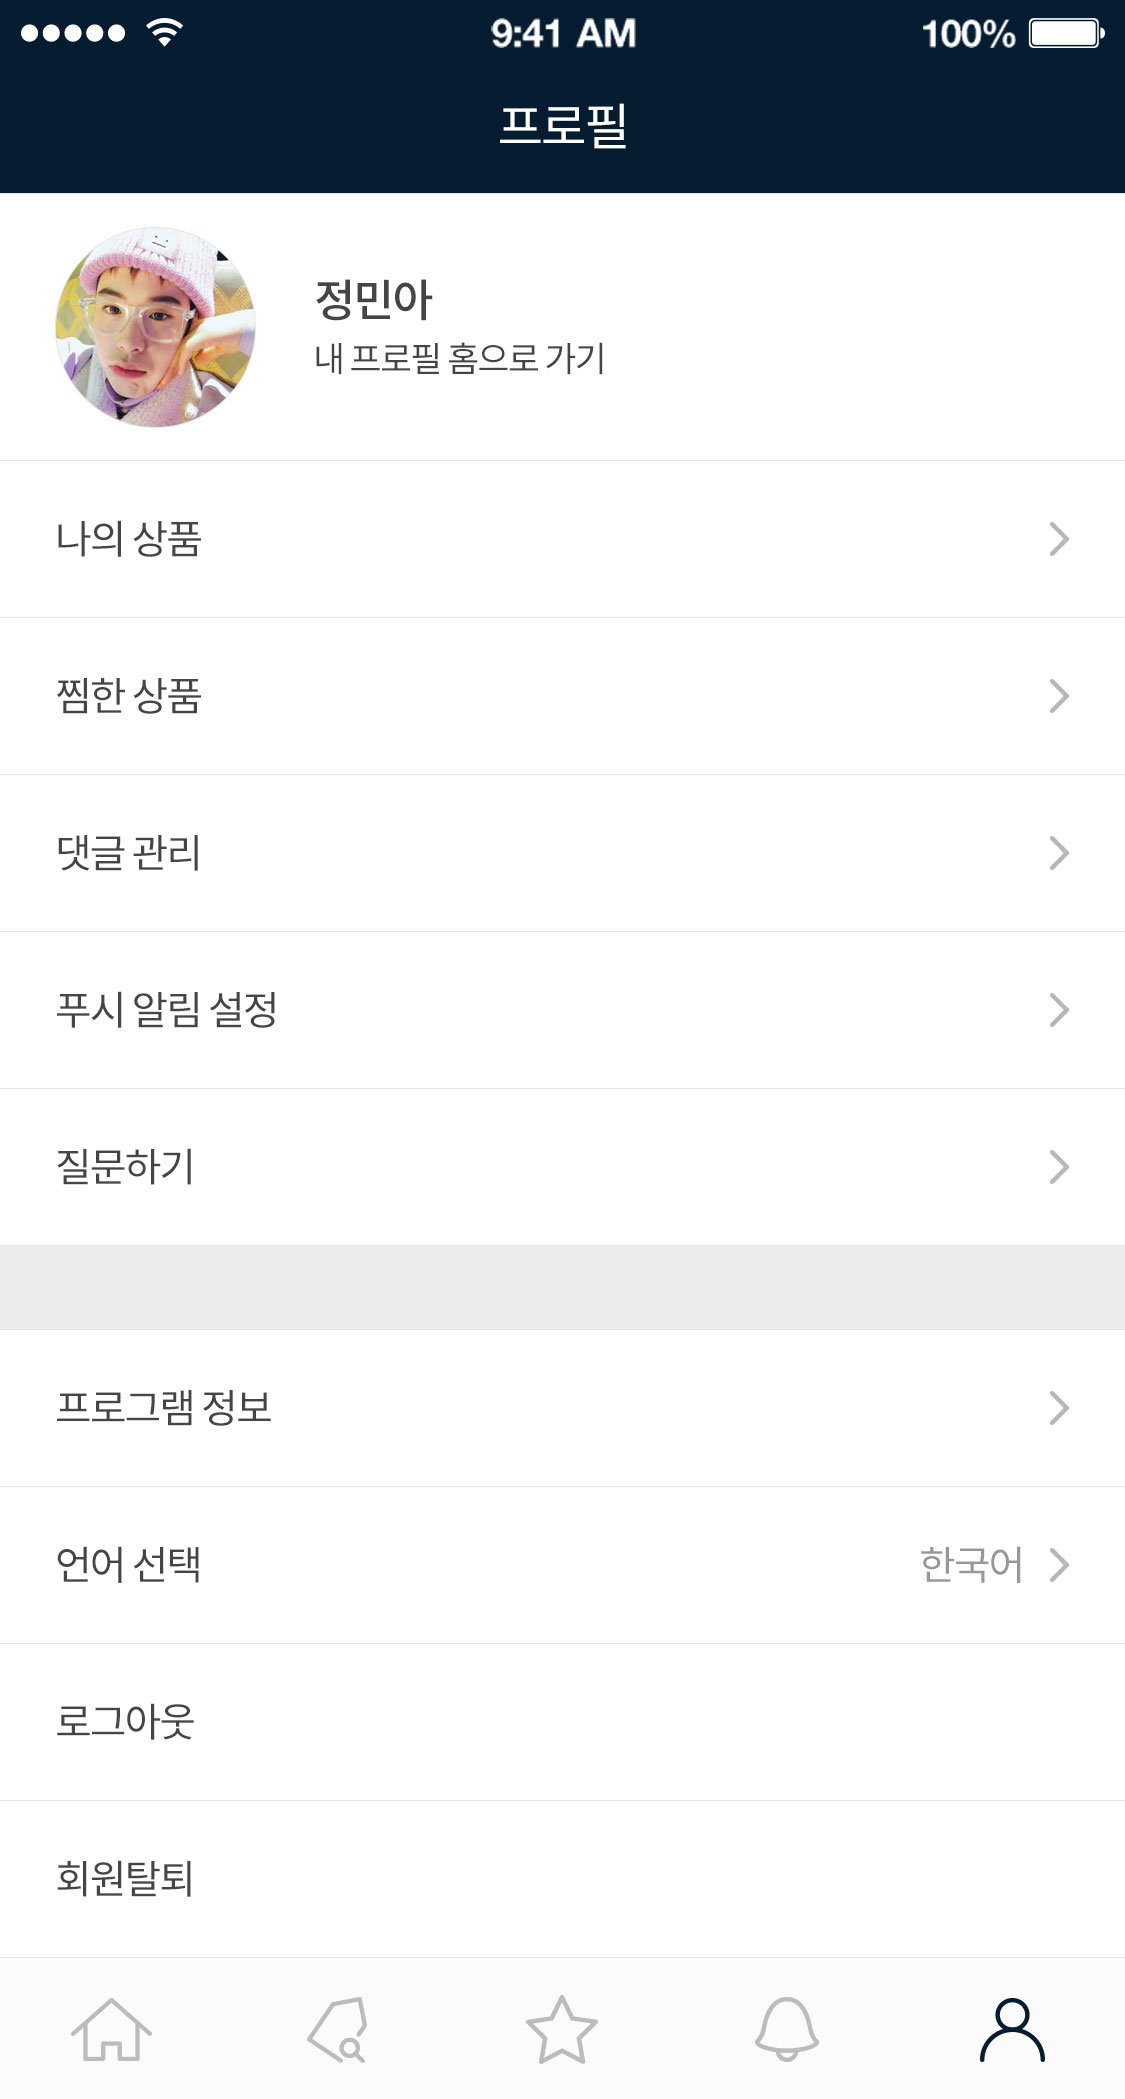 9:41 AM
100%
프로필
정민아
내 프로필 홈으로 가기
나의 상품
찜한 상품
댓글 관리
푸시 알림 설정
질문하기
프로그램 정보
언어 선택
한국어
로그아웃
회원탈퇴